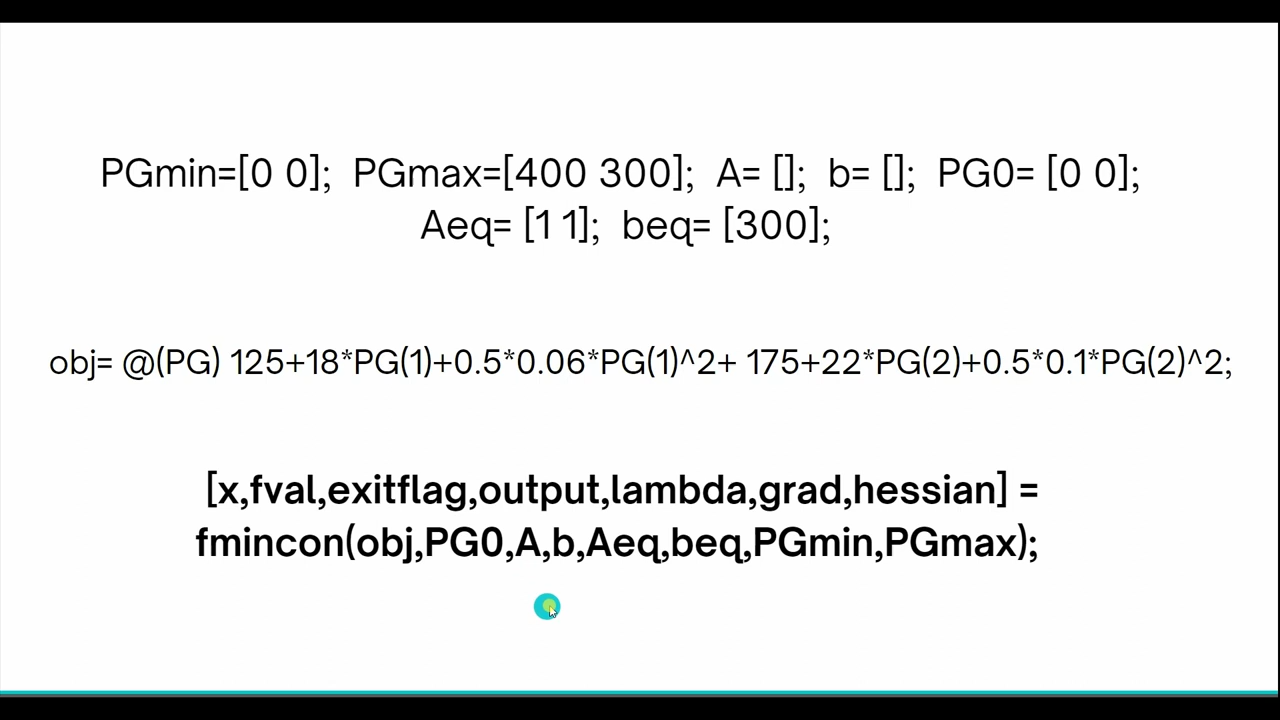 PGmin=[0 0]; PGmax=[400 300]; A= []; b= []; PG0= [0 0];
Aeq= [1 1]; beq= [300];
obj= @(PG) 125+18*PG(1)+0.5*0.06*PG(1)^2+ 175+22*PG(2)+0.5*0.1*PG(2)^2;
[x,fval,exitflag,output,lambda,grad,hessian] =
fmincon(obj,PG0,A,b,Aeq,beq,PGmin,PGmax);